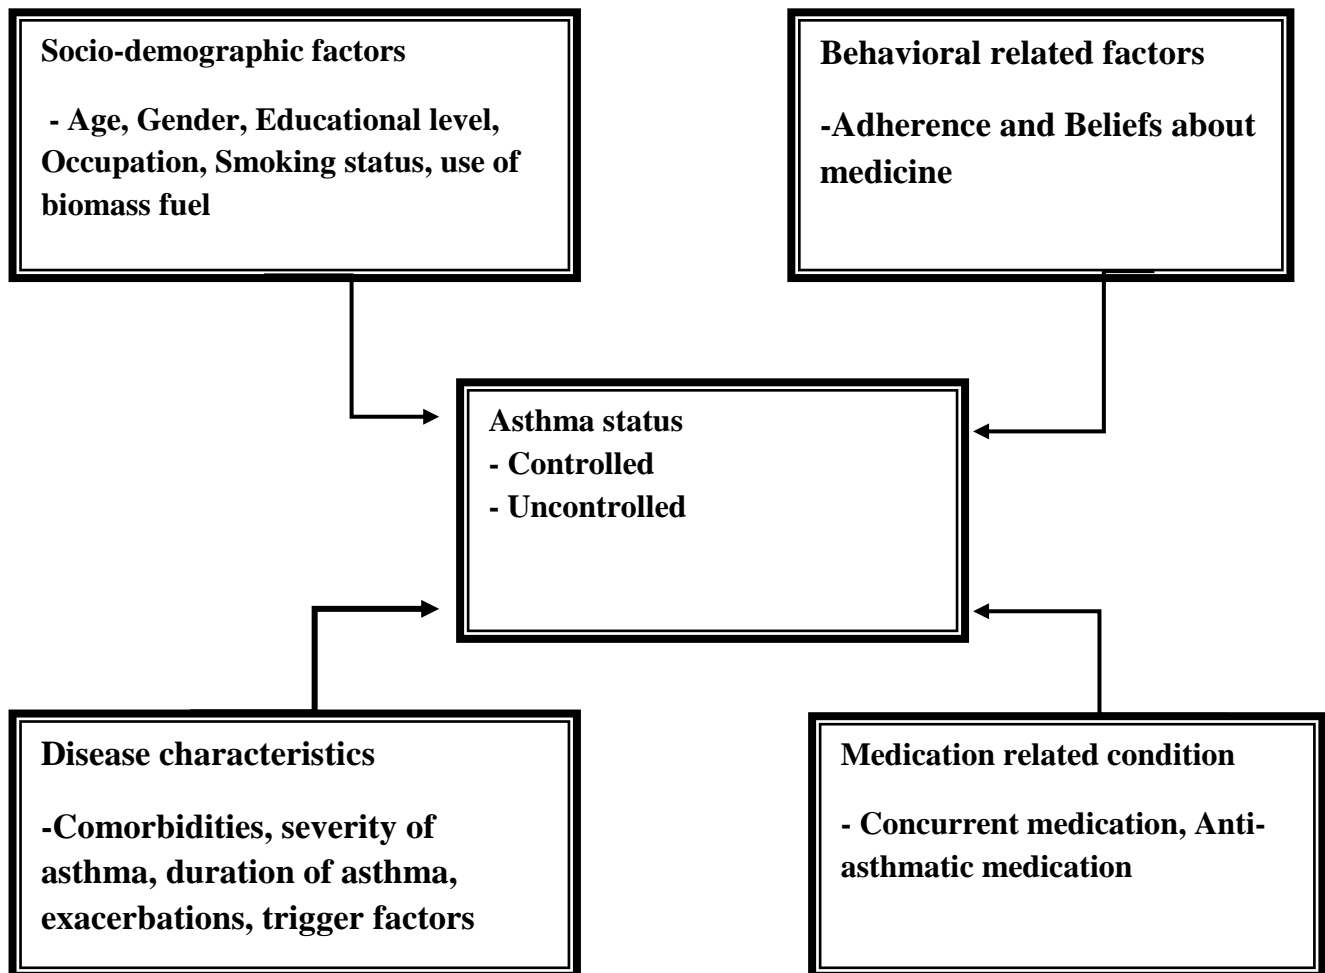 Socio-demographic factors
- Age, Gender, Educational level,
Occupation, Smoking status, use of
biomass fuel
Behavioral related factors
-Adherence and Beliefs about
medicine
Asthma status
- Controlled
- Uncontrolled
Disease characteristics
-Comorbidities, severity of
asthma, duration of asthma,
exacerbations, trigger factors
Medication related condition
- Concurrent medication, Anti-
asthmatic medication